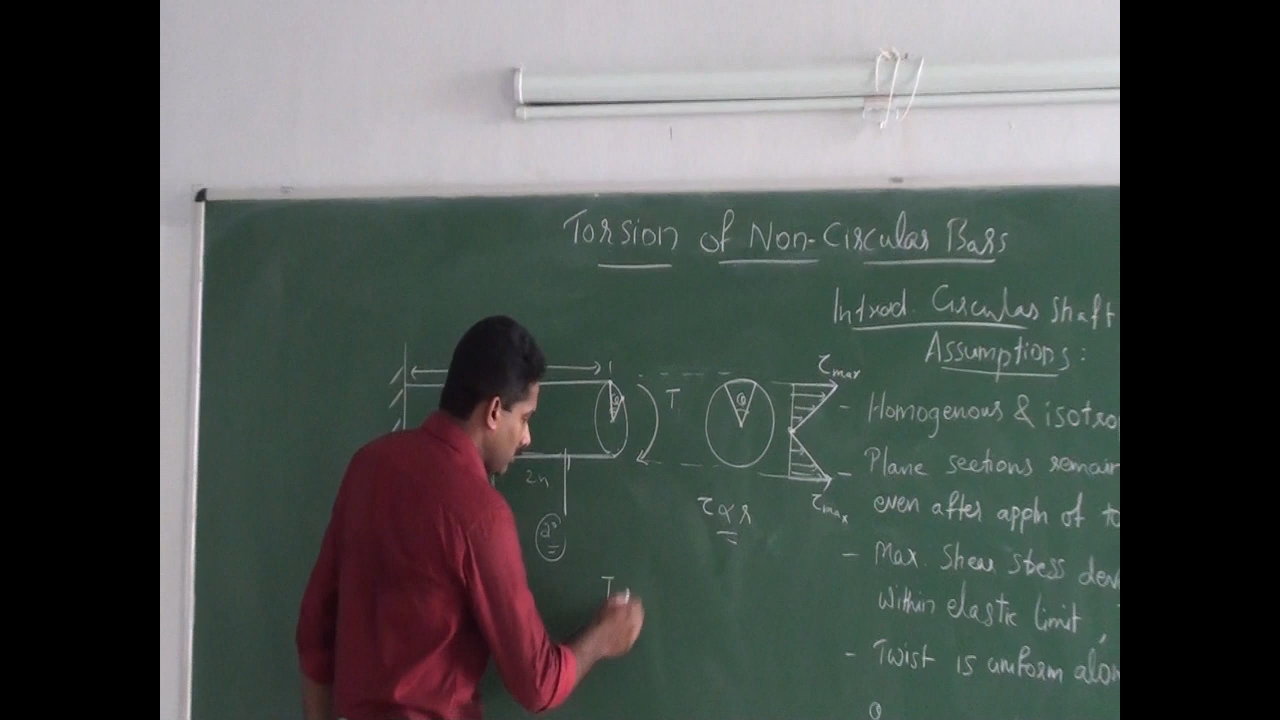 Torsion of Non-Circular Bars
Introd. Circular Shaft
Assumptions:
- Homogenous & isotro
- Plane sections remain
even after appln of to
- Max. Shear stress dev
within elastic limit,
- Twist is uniform alon
θ
T
θ
θ
τmax
τmax
τ ∝ r
T